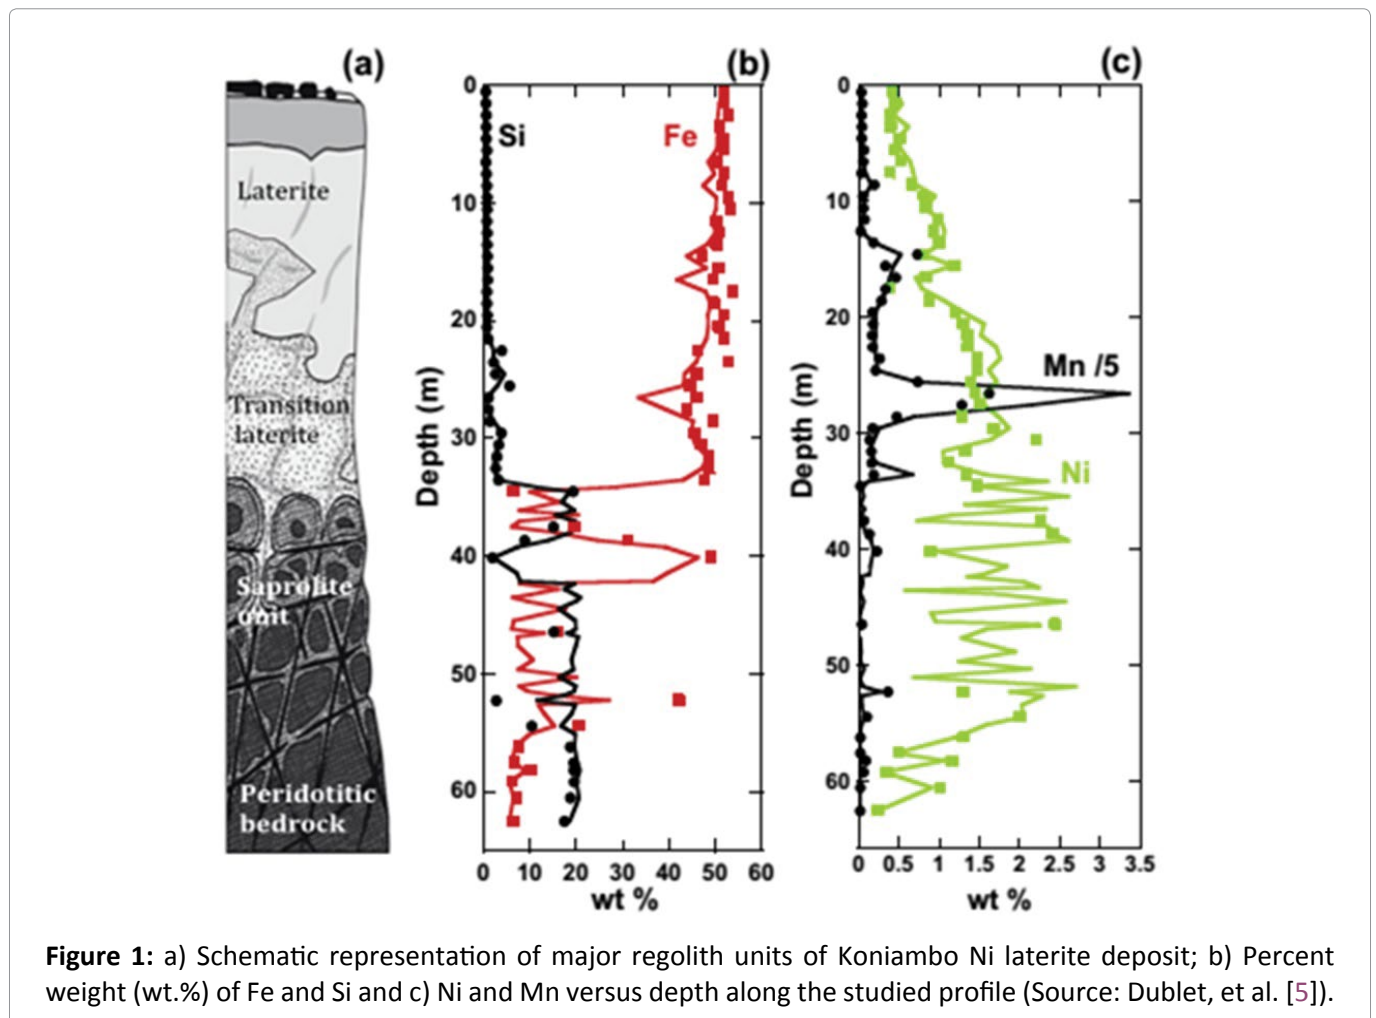 (a)
(b)
(c)
Laterite
Transition
laterite
Saprolite
unit
Peridotitic
bedrock
0
10
20
30
40
50
60
Depth (m)
Si
Fe
0 10 20 30 40 50 60
wt %
0
10
20
30
40
50
60
Depth (m)
Mn /5
Ni
0 0.5 1 1.5 2 2.5 3 3.5
wt %
Figure 1: a) Schematic representation of major regolith units of Koniambo Ni laterite deposit; b) Percent
weight (wt.%) of Fe and Si and c) Ni and Mn versus depth along the studied profile (Source: Dublet, et al. [5]).